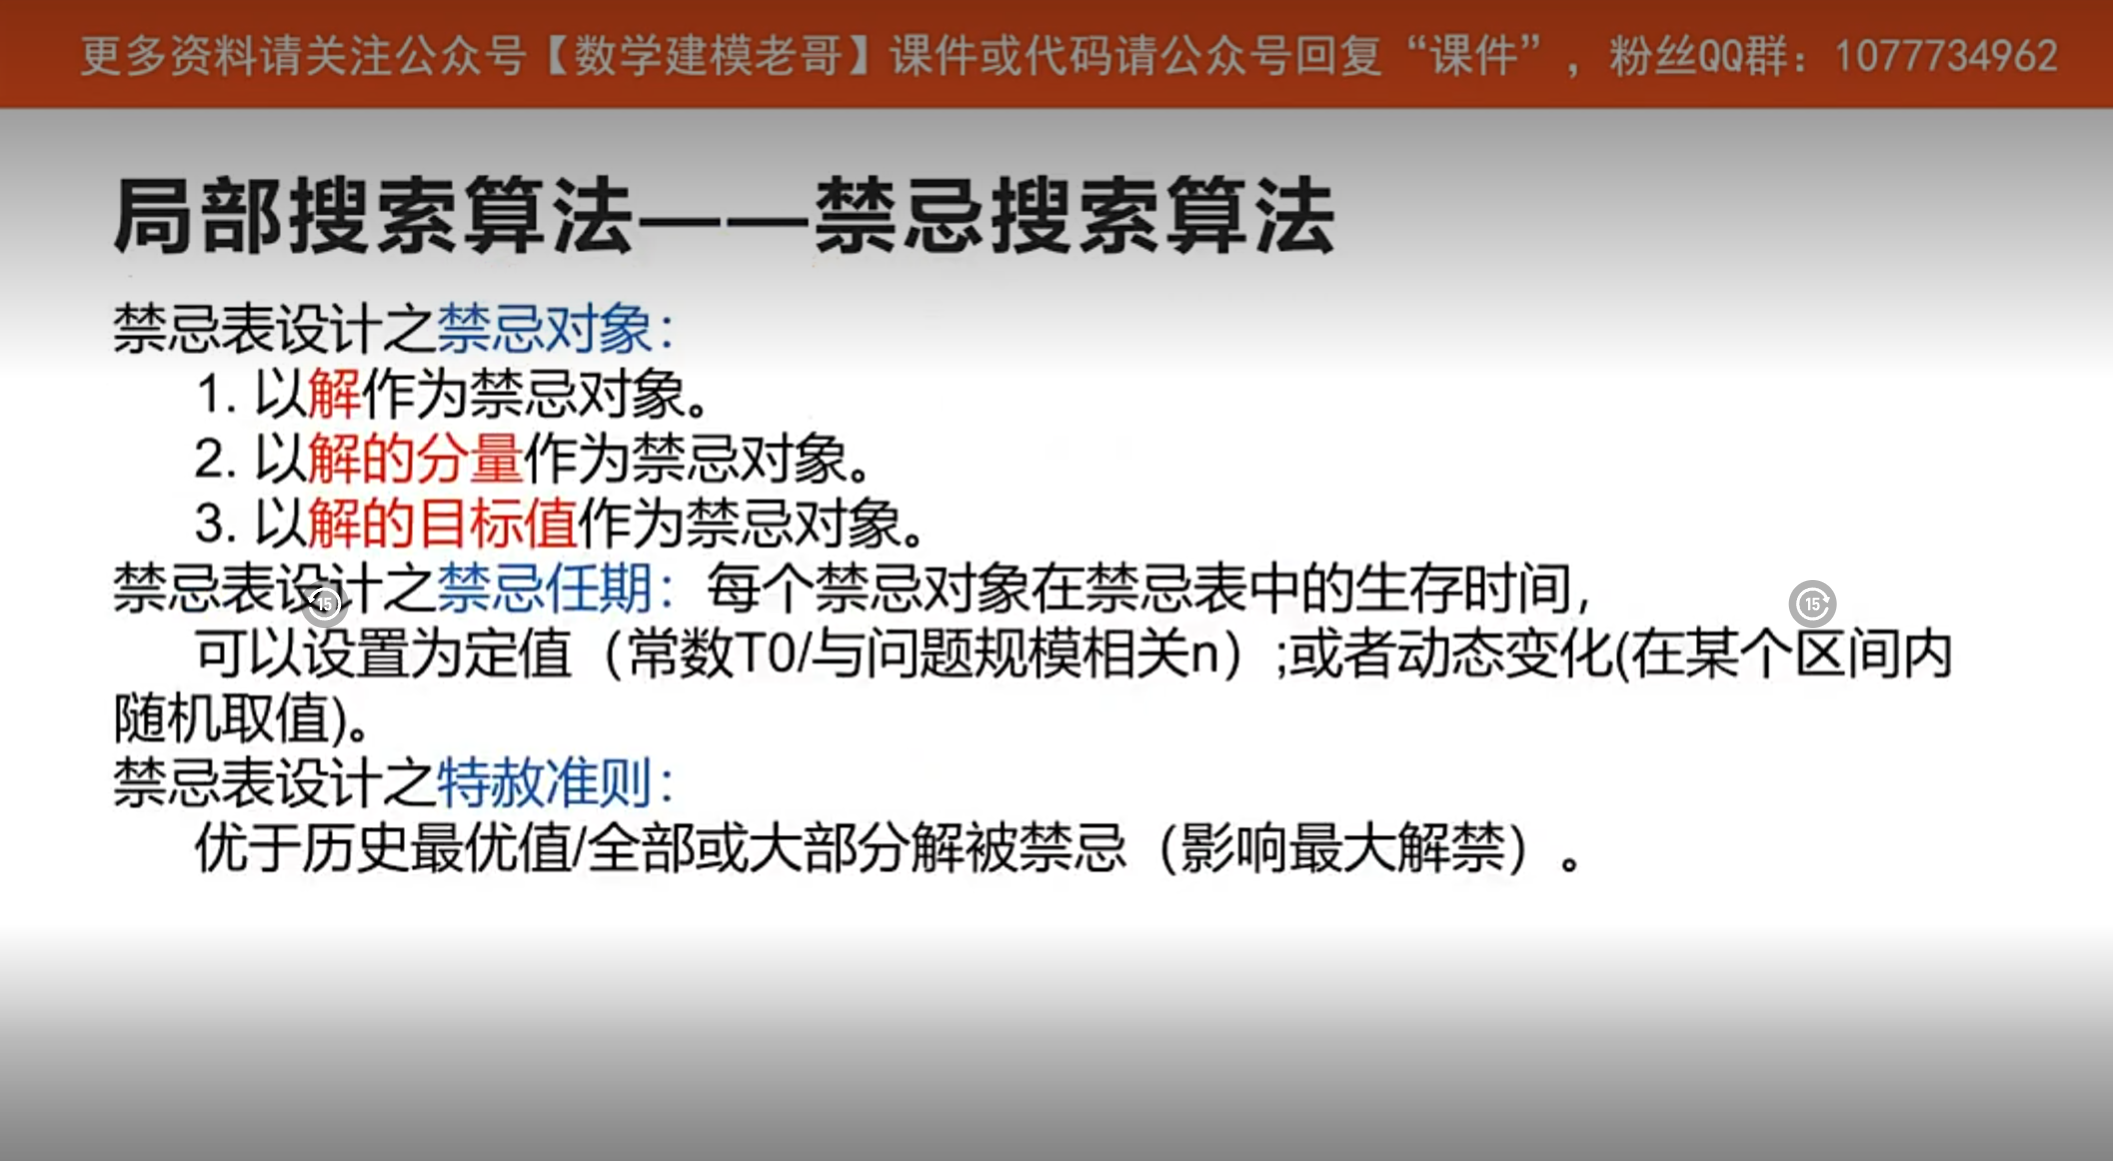 更多资料请关注公众号【数学建模老哥】课件或代码请公众号回复“课件”，粉丝QQ群：1077734962
局部搜索算法——禁忌搜索算法
禁忌表设计之禁忌对象：
1. 以解作为禁忌对象。
2. 以解的分量作为禁忌对象。
3. 以解的目标值作为禁忌对象。
禁忌表设计之禁忌任期：每个禁忌对象在禁忌表中的生存时间，
15
15
可以设置为定值（常数T0/与问题规模相关n）;或者动态变化(在某个区间内
随机取值)。
禁忌表设计之特赦准则：
优于历史最优值/全部或大部分解被禁忌（影响最大解禁）。